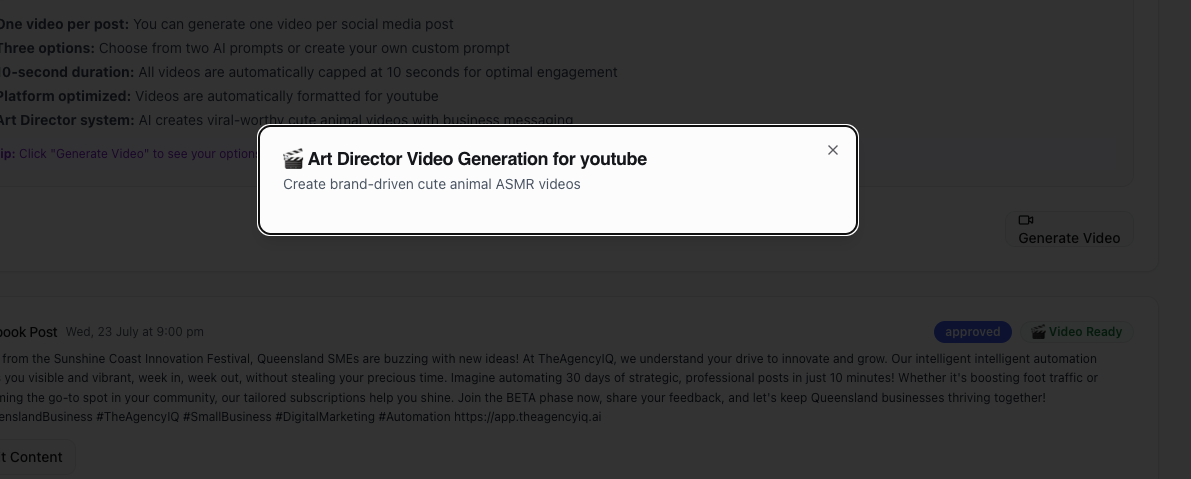 One video per post: You can generate one video per social media post
Three options: Choose from two AI prompts or create your own custom prompt
10-second duration: All videos are automatically capped at 10 seconds for optimal engagement
Platform optimized: Videos are automatically formatted for youtube
Art Director system: AI creates viral-worthy cute animal videos with business messaging
ip: Click "Generate Video" to see your option
🎬 Art Director Video Generation for youtube
Create brand-driven cute animal ASMR videos
Generate Video
book Post Wed, 23 July at 9:00 pm
approved 🎬 Video Ready
from the Sunshine Coast Innovation Festival, Queensland SMEs are buzzing with new ideas! At TheAgencyIQ, we understand your drive to innovate and grow. Our intelligent intelligent automation
s you visible and vibrant, week in, week out, without stealing your precious time. Imagine automating 30 days of strategic, professional posts in just 10 minutes! Whether it's boosting foot traffic or
ming the go-to spot in your community, our tailored subscriptions help you shine. Join the BETA phase now, share your feedback, and let's keep Queensland businesses thriving together!
enslandBusiness #TheAgencyIQ #SmallBusiness #DigitalMarketing #Automation https://app.theagencyiq.ai
t Content